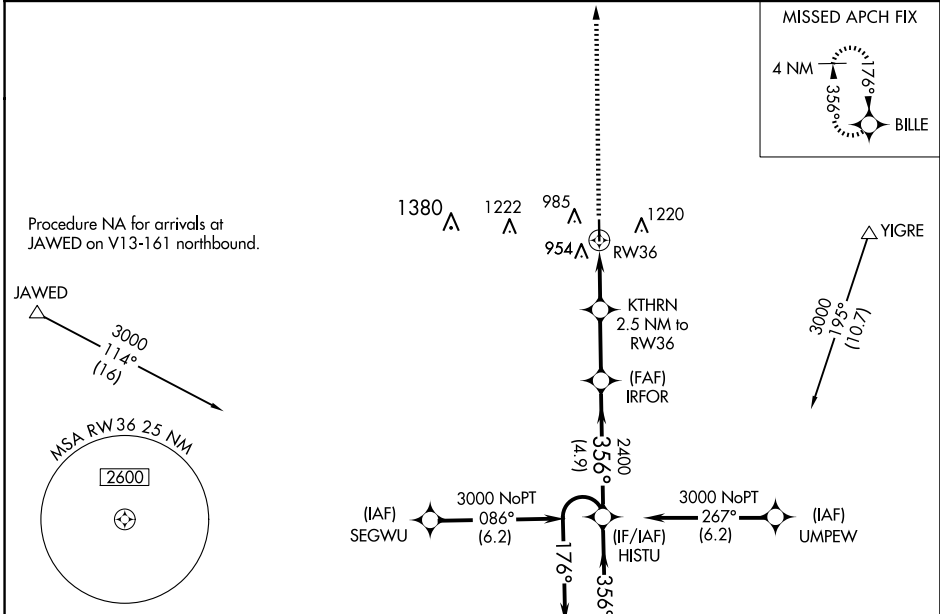 MISSED APCH FIX
4 NM
176°
356°
BILLE
1380
1222
985
1220
954
RW36
Procedure NA for arrivals at
JAWED on V13-161 northbound.
YIGRE
JAWED
3000
114°
(16)
3000
195°
(10.7)
KTHRN
2.5 NM to
RW36
(FAF)
IRFOR
MSA RW36 25 NM
2600
2400
356°
(4.9)
(IAF)
SEGWU
3000 NoPT
086°
(6.2)
(IF/IAF)
HISTU
3000 NoPT
267°
(6.2)
(IAF)
UMPEW
176°
356°